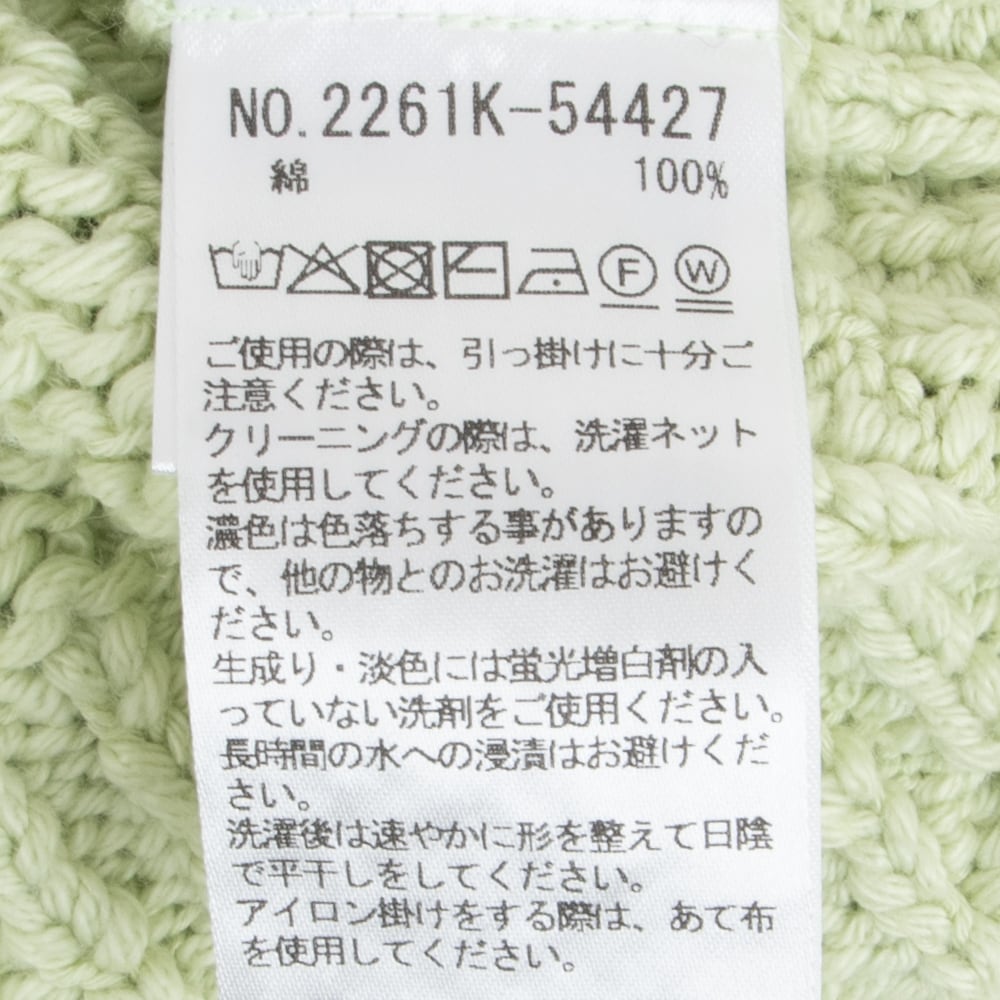 NO.2261K-54427
綿 100%
F W
ご使用の際は、引っ掛けに十分ご
注意ください。
クリーニングの際は、洗濯ネット
を使用してください。
濃色は色落ちする事がありますの
で、他の物とのお洗濯はお避けく
ださい。
生成り・淡色には蛍光増白剤の入
っていない洗剤をご使用ください。
長時間の水への浸漬はお避けくだ
さい。
洗濯後は速やかに形を整えて日陰
で平干しをしてください。
アイロン掛けをする際は、あて布
を使用してください。